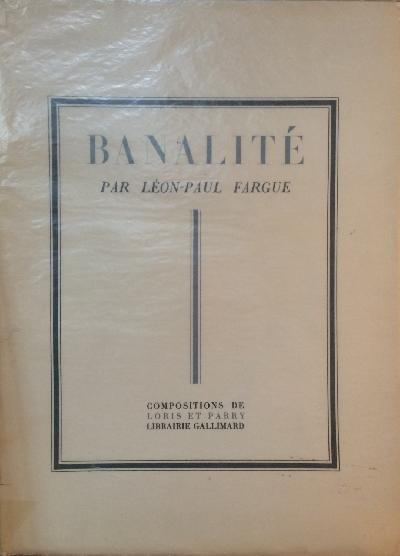 BANALITÉ
PAR LÉON-PAUL FARGUE
COMPOSITIONS DE
LORIS ET PARRY
LIBRAIRIE GALLIMARD